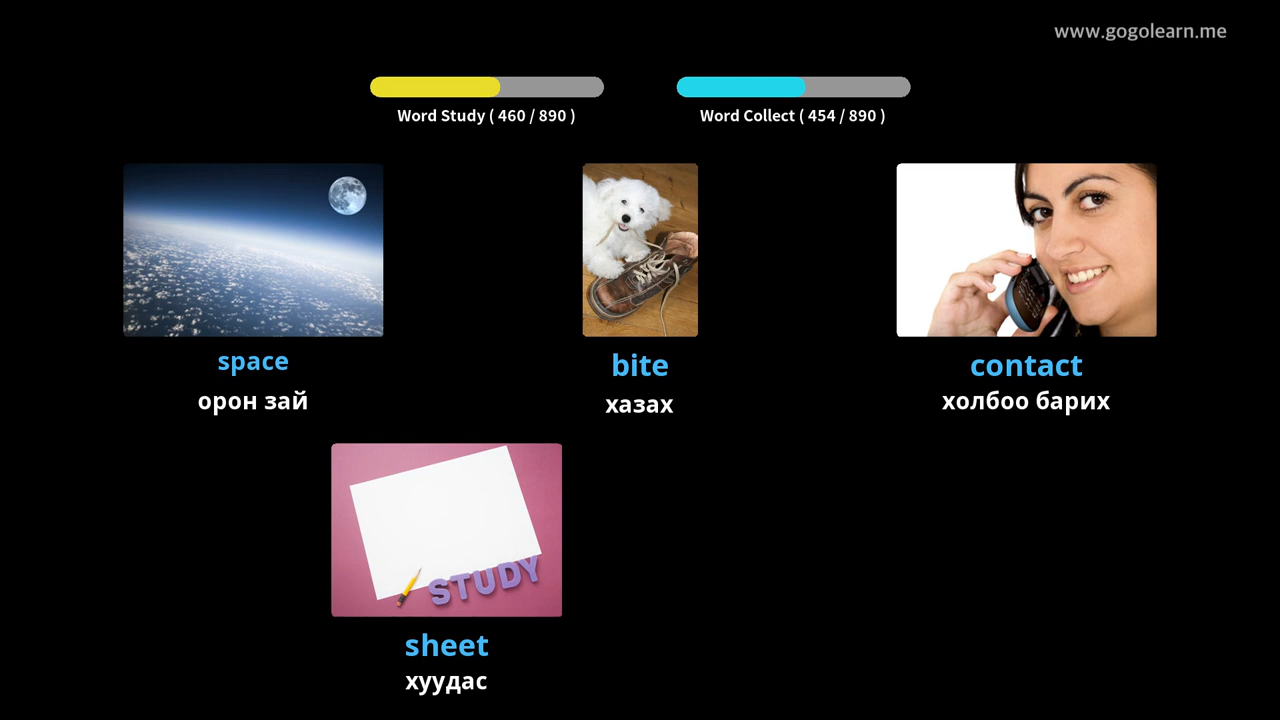 www.gogolearn.me
Word Study ( 460 / 890 )
Word Collect ( 454 / 890 )
space
орон зай
bite
хазах
contact
холбоо барих
STUDY
sheet
хуудас